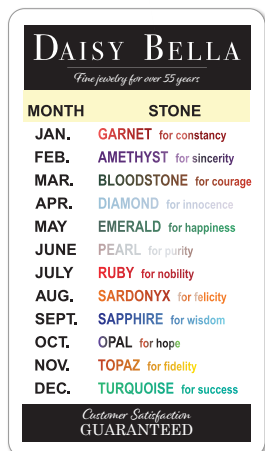 DAISY BELLA
Fine jewelry for over 55 years
MONTH STONE
JAN. GARNET for constancy
FEB. AMETHYST for sincerity
MAR. BLOODSTONE for courage
APR. DIAMOND for innocence
MAY EMERALD for happiness
JUNE PEARL for purity
JULY RUBY for nobility
AUG. SARDONYX for felicity
SEPT. SAPPHIRE for wisdom
OCT. OPAL for hope
NOV. TOPAZ for fidelity
DEC. TURQUOISE for success
Customer Satisfaction
GUARANTEED